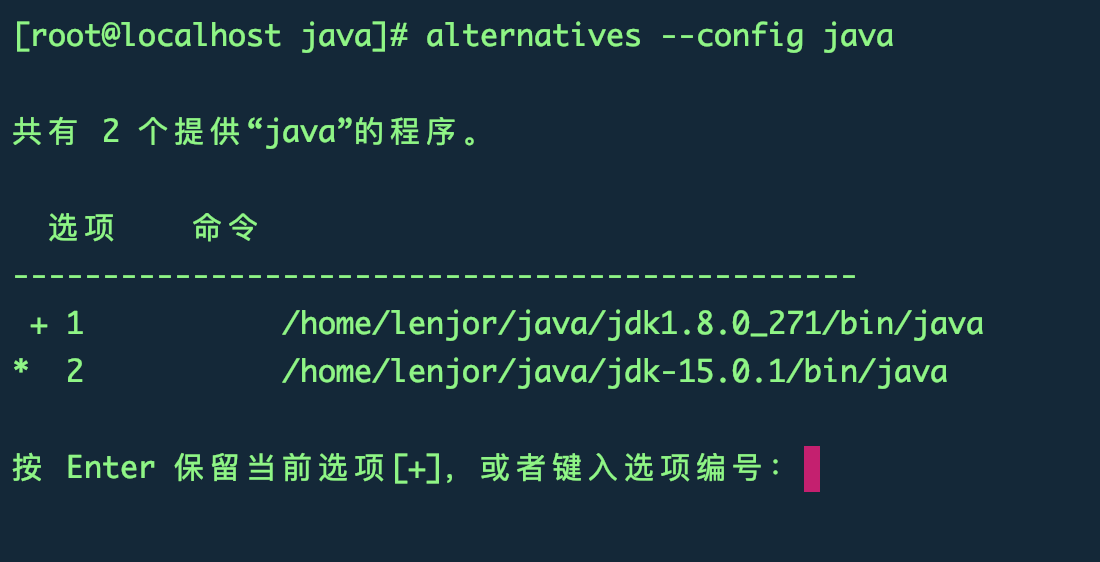 [root@localhost java]# alternatives --config java
共有 2 个提供“java”的程序。
选项 命令
-----------------------------------------------
+ 1 /home/lenjor/java/jdk1.8.0_271/bin/java
* 2 /home/lenjor/java/jdk-15.0.1/bin/java
按 Enter 保留当前选项[+]，或者键入选项编号：